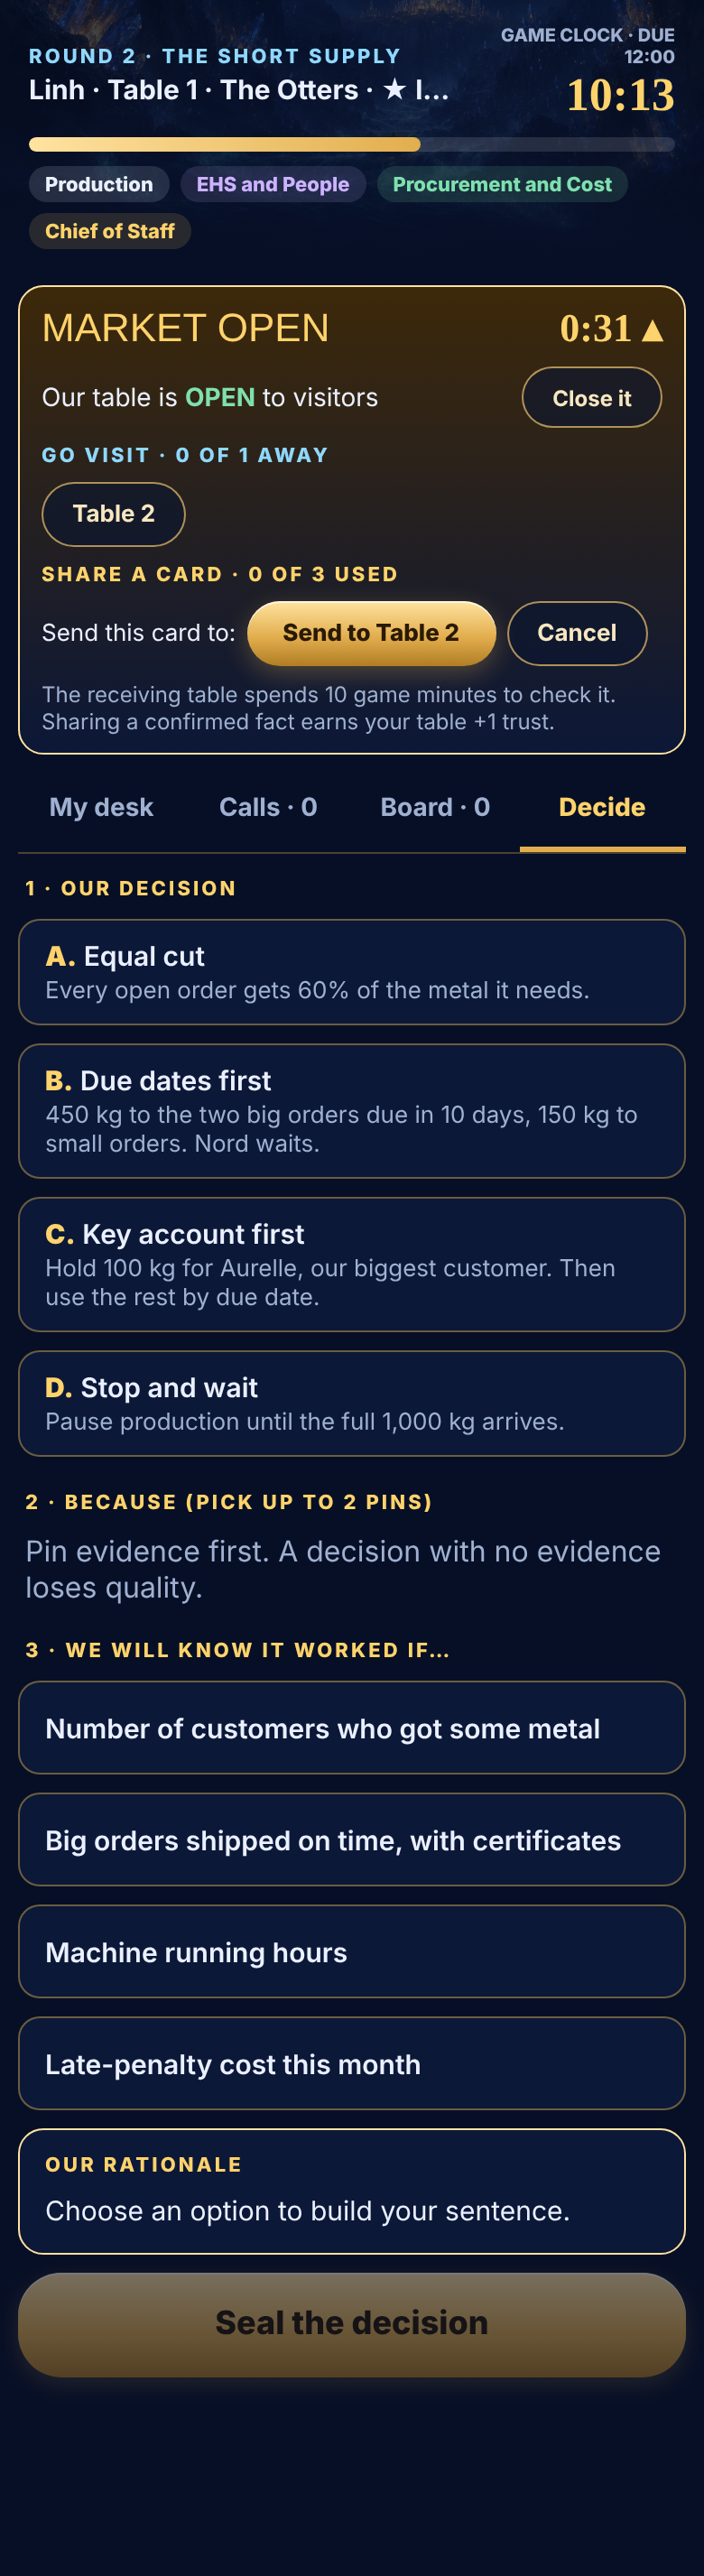 GAME CLOCK · DUE
12:00
ROUND 2 · THE SHORT SUPPLY
Linh · Table 1 · The Otters · ★ I...
10:13
Production
EHS and People
Procurement and Cost
Chief of Staff
MARKET OPEN
0:31 ▲
Our table is OPEN to visitors
Close it
GO VISIT · 0 OF 1 AWAY
Table 2
SHARE A CARD · 0 OF 3 USED
Send this card to:
Send to Table 2
Cancel
The receiving table spends 10 game minutes to check it.
Sharing a confirmed fact earns your table +1 trust.
My desk
Calls · 0
Board · 0
Decide
1 · OUR DECISION
A. Equal cut
Every open order gets 60% of the metal it needs.
B. Due dates first
450 kg to the two big orders due in 10 days, 150 kg to
small orders. Nord waits.
C. Key account first
Hold 100 kg for Aurelle, our biggest customer. Then
use the rest by due date.
D. Stop and wait
Pause production until the full 1,000 kg arrives.
2 · BECAUSE (PICK UP TO 2 PINS)
Pin evidence first. A decision with no evidence
loses quality.
3 · WE WILL KNOW IT WORKED IF...
Number of customers who got some metal
Big orders shipped on time, with certificates
Machine running hours
Late-penalty cost this month
OUR RATIONALE
Choose an option to build your sentence.
Seal the decision